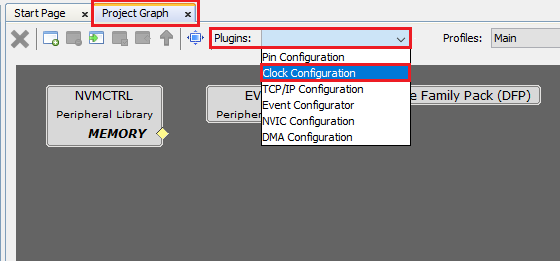 Start Page × Project Graph ×
Plugins: Profiles: Main
Pin Configuration
Clock Configuration
TCP/IP Configuration
Event Configurator
NVIC Configuration
DMA Configuration
NVMCTRL
Peripheral Library
MEMORY
EV
Periphe
e Family Pack (DFP)